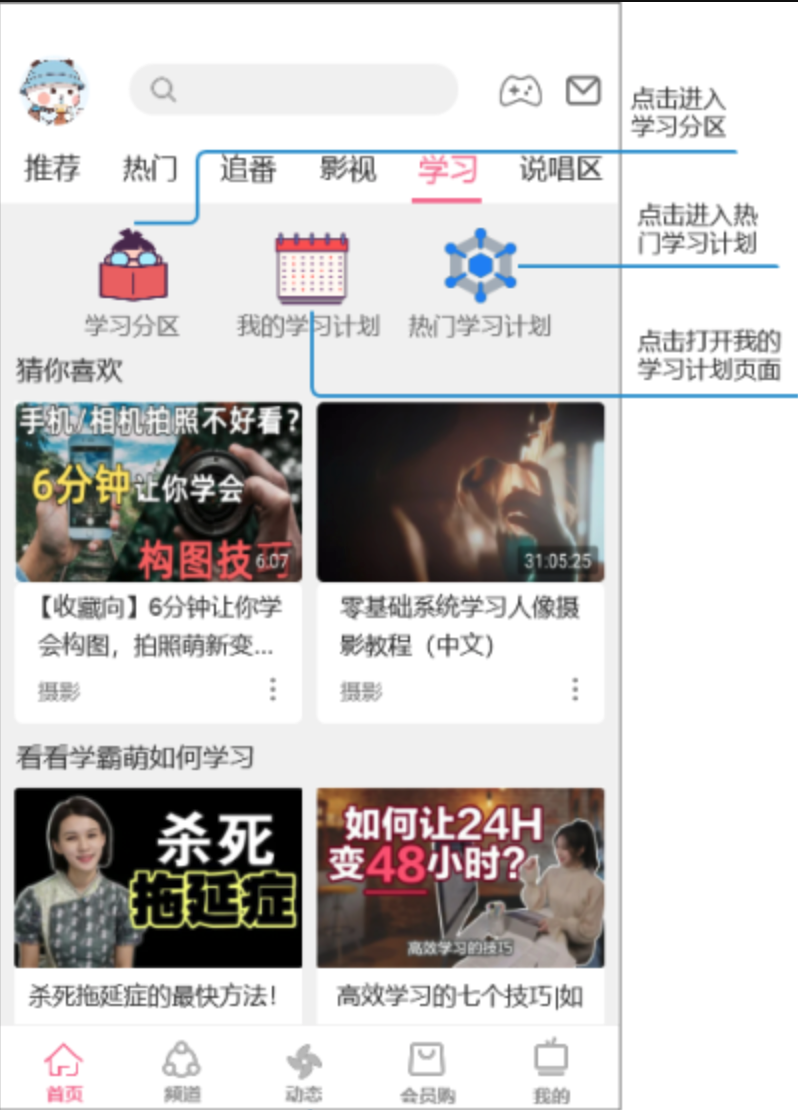 点击进入
学习分区
推荐 热门 追番 影视 学习 说唱区
点击进入热
门学习计划
学习分区 我的学习计划 热门学习计划
点击打开我的
学习计划页面
猜你喜欢
手机/相机拍照不好看?
6分钟让你学会
构图技巧
6:07
31:05:25
【收藏向】6分钟让你学
会构图，拍照萌新变...
摄影
零基础系统学习人像摄
影教程（中文）
摄影
看看学霸萌如何学习
杀死
拖延症
如何让24H
变48小时?
高效学习的技巧
杀死拖延症的最快方法！
高效学习的七个技巧|如
首页 频道 动态 会员购 我的